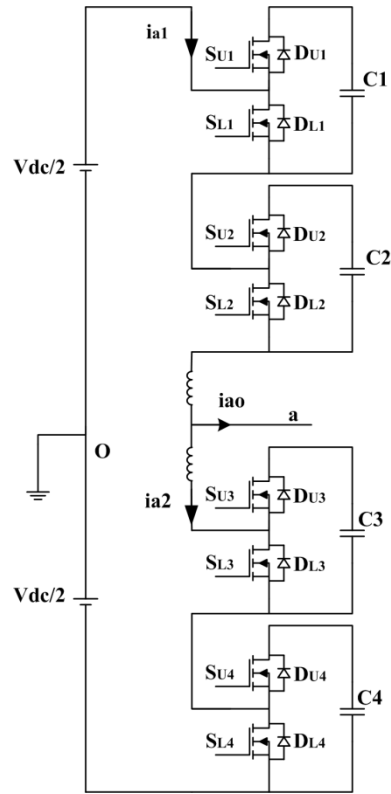 ia1
SU1
DU1
C1
SL1
DL1
Vdc/2
SU2
DU2
C2
SL2
DL2
iao
a
O
ia2
SU3
DU3
C3
SL3
DL3
Vdc/2
SU4
DU4
C4
SL4
DL4